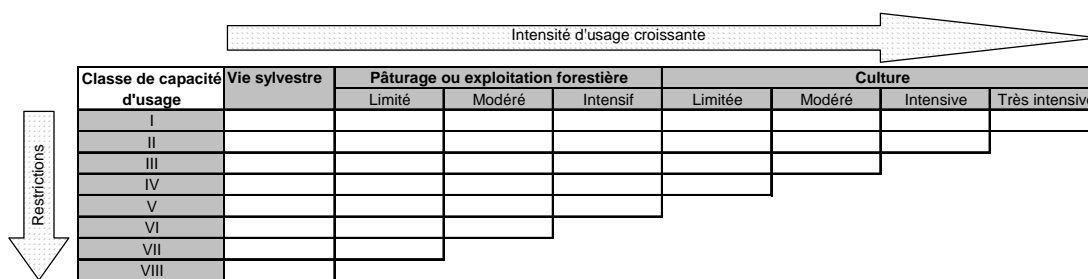 Intensité d'usage croissante
Classe de capacité d'usage Vie sylvestre Pâturage ou exploitation forestière Culture
Limité Modéré Intensif Limitée Modéré Intensive Très intensive
Restrictions
I
II
III
IV
V
VI
VII
VIII